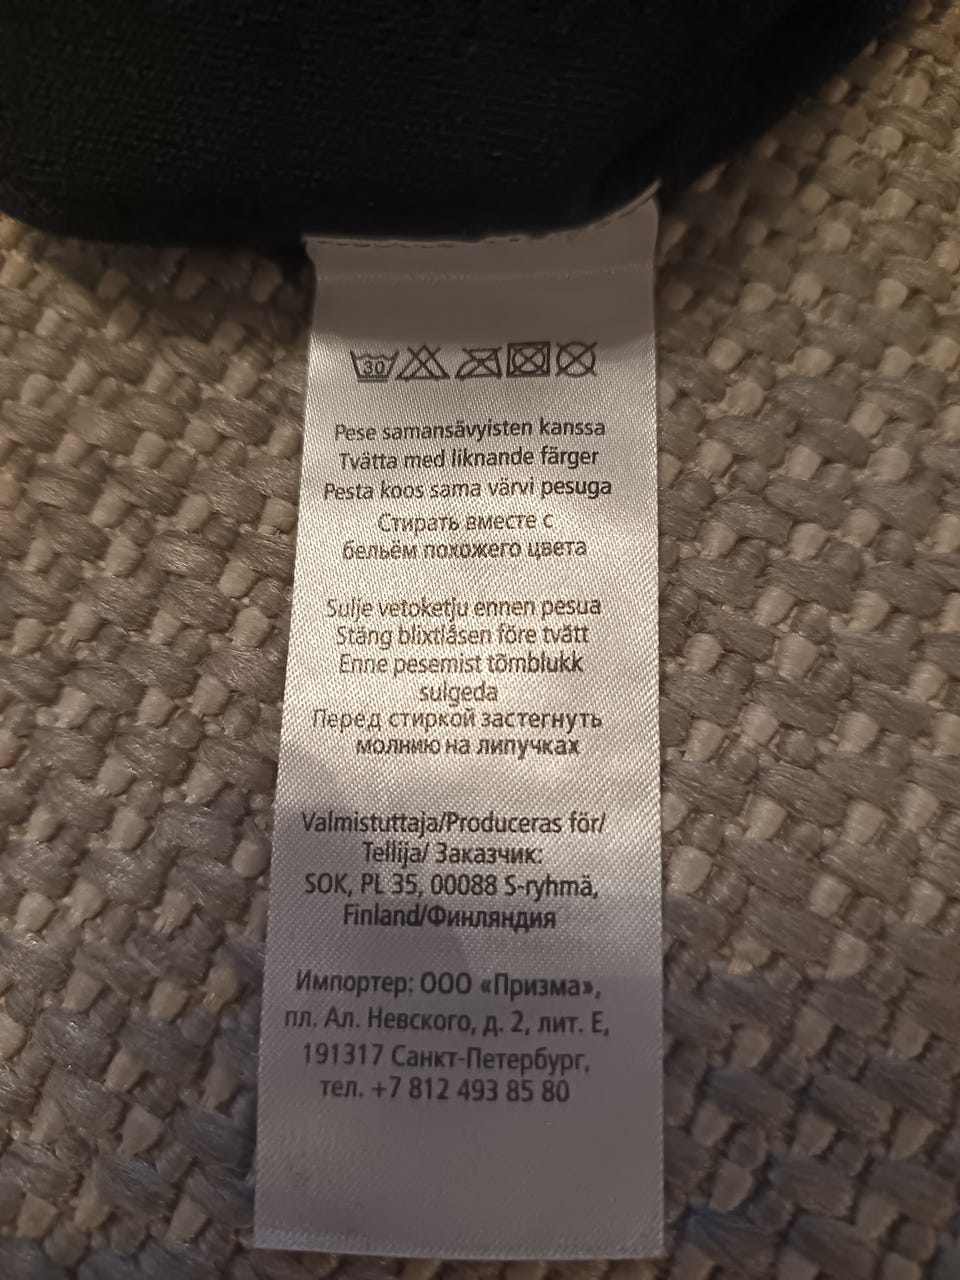 30
Pese samansävyisten kanssa
Tvätta med liknande färger
Pesta koos sama värvi pesuga
Стирать вместе с
бельём похожего цвета
Sulje vetoketju ennen pesua
Stäng blixtlåsen före tvätt
Enne pesemist tõmblukk
sulgeda
Перед стиркой застегнуть
молнию на липучках
Valmistuttaja/Produceras för/
Tellija/ Заказчик:
SOK, PL 35, 00088 S-ryhmä,
Finland/Финляндия
Импортер: ООО «Призма»,
пл. Ал. Невского, д. 2, лит. Е,
191317 Санкт-Петербург,
тел. +7 812 493 85 80